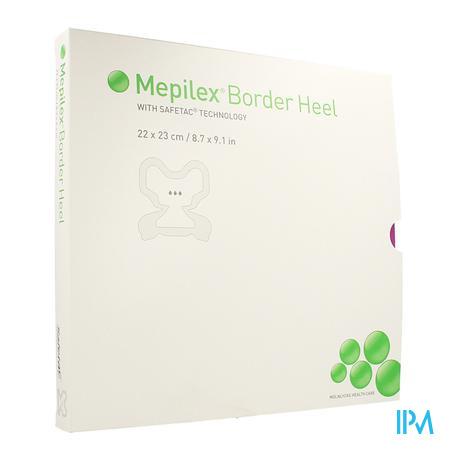 Mepilex® Border Heel
WITH SAFETAC® TECHNOLOGY
22 x 23 cm / 8.7 x 9.1 in
Mepilex® Border Heel
MÖLNLYCKE HEALTH CARE
IPM